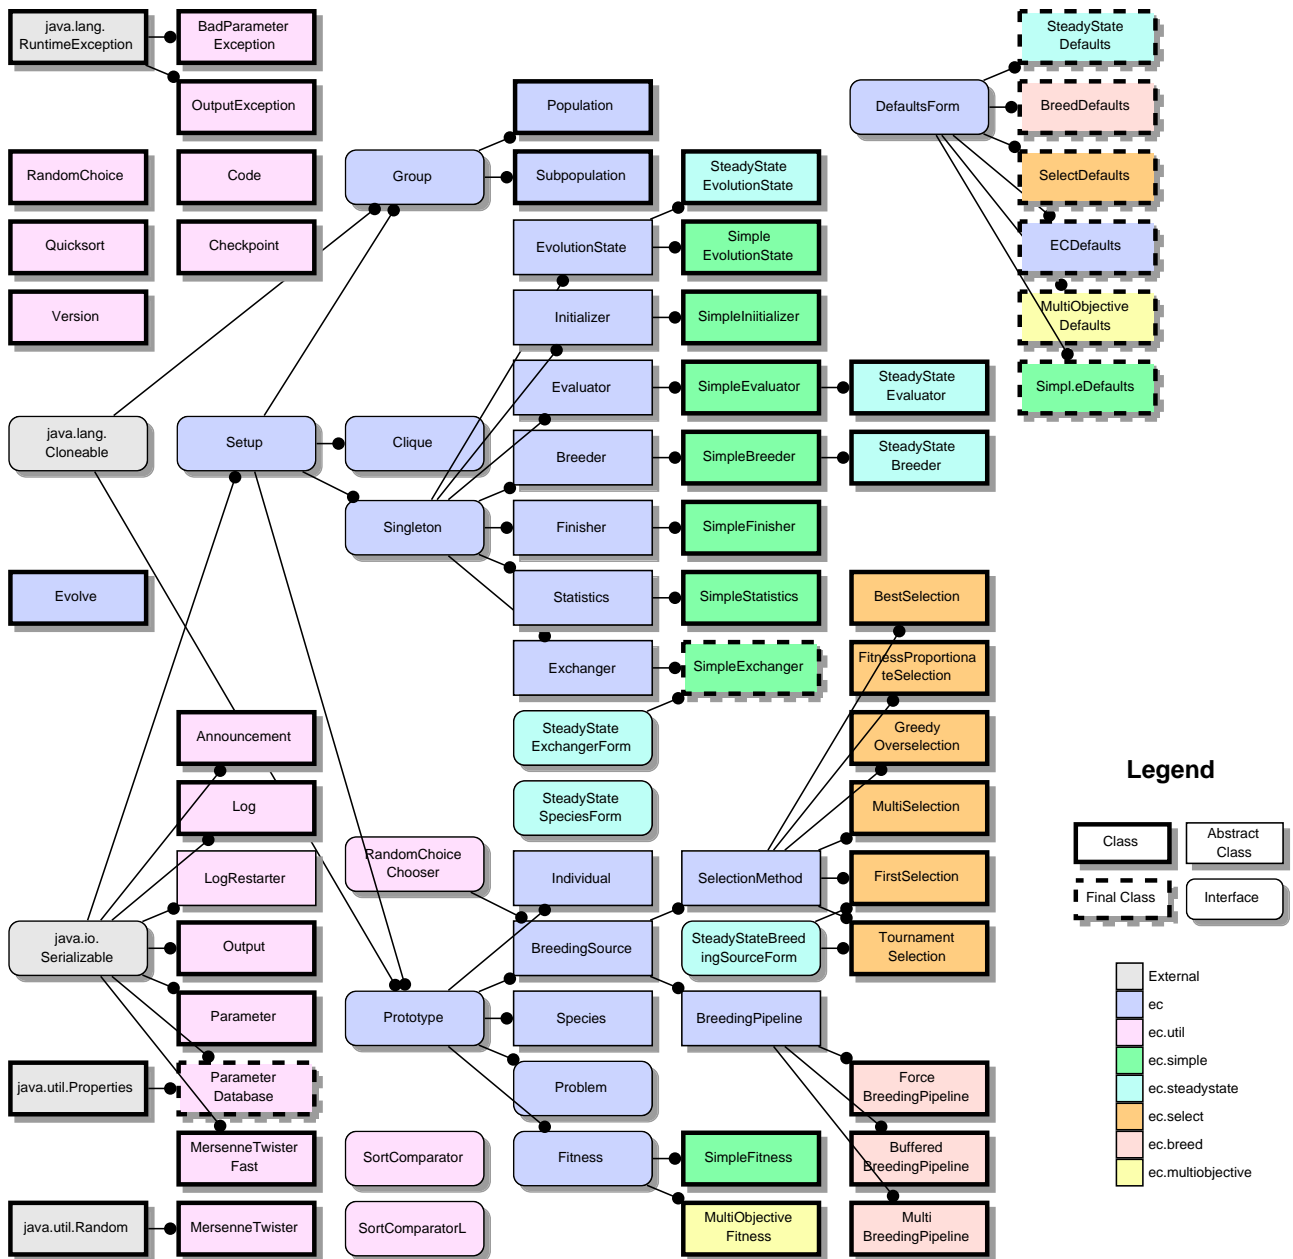 java.lang.
RuntimeException
BadParameter
Exception
OutputException
RandomChoice
Code
Quicksort
Checkpoint
Version
java.lang.
Cloneable
Setup
Evolve
Group
Population
Subpopulation
Clique
Singleton
EvolutionState
Initializer
Evaluator
Breeder
Finisher
Statistics
Exchanger
SteadyState
EvolutionState
Simple
EvolutionState
SimpleIniitializer
SimpleEvaluator
SimpleBreeder
SimpleFinisher
SimpleStatistics
SimpleExchanger
SteadyState
Evaluator
SteadyState
Breeder
SteadyState
ExchangerForm
SteadyState
SpeciesForm
DefaultsForm
SteadyState
Defaults
BreedDefaults
SelectDefaults
ECDefaults
MultiObjective
Defaults
Simpl.eDefaults
java.io.
Serializable
Announcement
Log
LogRestarter
Output
Parameter
java.util.Properties
Parameter
Database
MersenneTwister
Fast
java.util.Random
MersenneTwister
RandomChoice
Chooser
Prototype
SortComparator
SortComparatorL
Individual
BreedingSource
Species
Problem
Fitness
SelectionMethod
SteadyStateBreed
ingSourceForm
BreedingPipeline
SimpleFitness
MultiObjective
Fitness
BestSelection
FitnessProportiona
teSelection
Greedy
Overselection
MultiSelection
FirstSelection
Tournament
Selection
Force
BreedingPipeline
Buffered
BreedingPipeline
Multi
BreedingPipeline
Legend
Class
Abstract
Class
Final Class
Interface
External
ec
ec.util
ec.simple
ec.steadystate
ec.select
ec.breed
ec.multiobjective